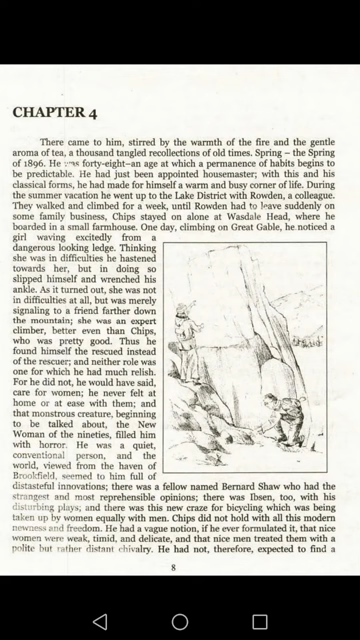 CHAPTER 4
There came to him, stirred by the warmth of the fire and the gentle
aroma of tea, a thousand tangled recollections of old times. Spring – the Spring
of 1896. He was forty-eight–an age at which a permanence of habits begins to
be predictable. He had just been appointed housemaster; with this and his
classical forms, he had made for himself a warm and busy corner of life. During
the summer vacation he went up to the Lake District with Rowden, a colleague.
They walked and climbed for a week, until Rowden had to leave suddenly on
some family business, Chips stayed on alone at Wasdale Head, where he
boarded in a small farmhouse. One day, climbing on Great Gable, he noticed a
girl waving excitedly from a
dangerous looking ledge. Thinking
she was in difficulties he hastened
towards her, but in doing so
slipped himself and wrenched his
ankle. As it turned out, she was not
in difficulties at all, but was merely
signaling to a friend farther down
the mountain; she was an expert
climber, better even than Chips,
who was pretty good. Thus he
found himself the rescued instead
of the rescuer; and neither role was
one for which he had much relish.
For he did not, he would have said,
care for women; he never felt at
home or at ease with them; and
that monstrous creature, beginning
to be talked about, the New
Woman of the nineties, filled him
with horror. He was a quiet,
conventional person, and the
world, viewed from the haven of
Brookfield, seemed to him full of
distasteful innovations; there was a fellow named Bernard Shaw who had the
strangest and most reprehensible opinions; there was Ibsen, too, with his
disturbing plays; and there was this new craze for bicycling which was being
taken up by women equally with men. Chips did not hold with all this modern
newness and freedom. He had a vague notion, if he ever formulated it, that nice
women were weak, timid, and delicate, and that nice men treated them with a
polite but rather distant chivalry. He had not, therefore, expected to find a
8